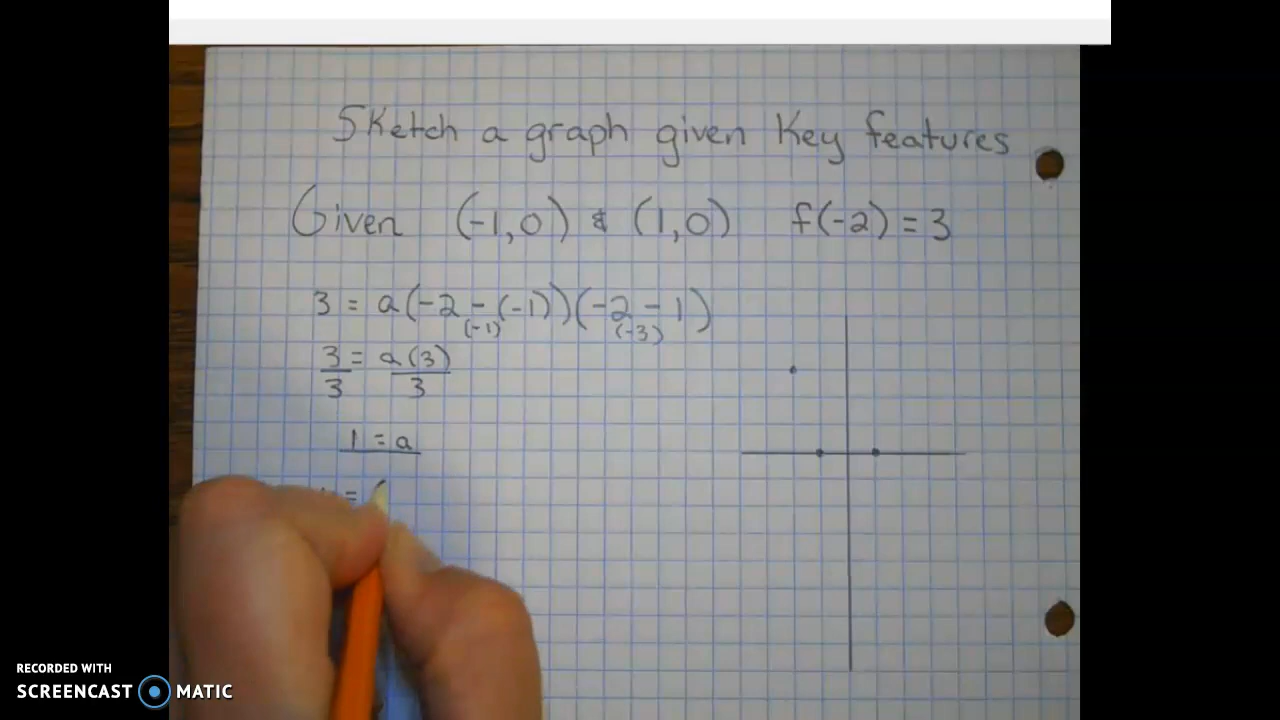 Sketch a graph given Key features
Given (-1,0) & (1,0) f(-2) = 3
3 = a(-2 - (-1))(-2 - 1)
(-1) (-3)
3 = a(3)
3 3
1 = a
= (
RECORDED WITH
SCREENCAST MATIC